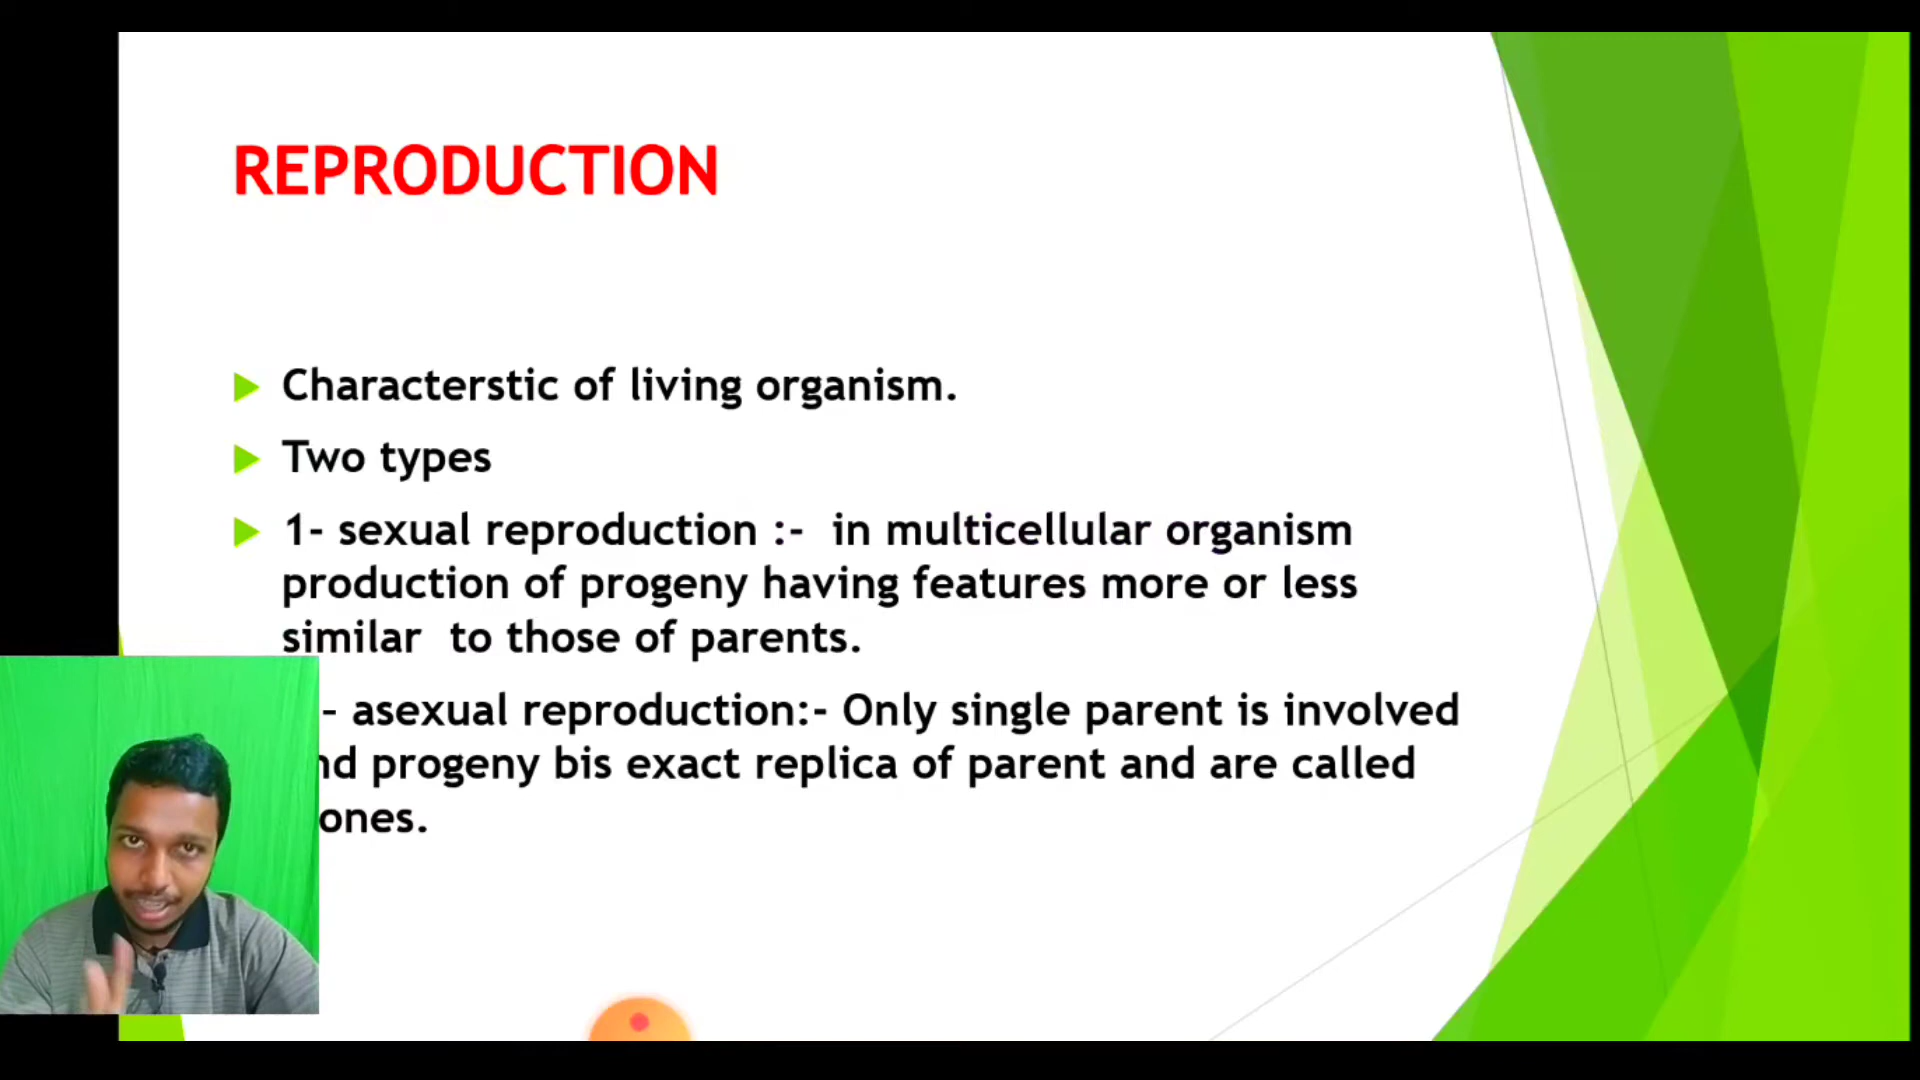 REPRODUCTION
Characterstic of living organism.
Two types
1- sexual reproduction :- in multicellular organism
production of progeny having features more or less
similar to those of parents.
- asexual reproduction:- Only single parent is involved
progeny bis exact replica of parent and are called